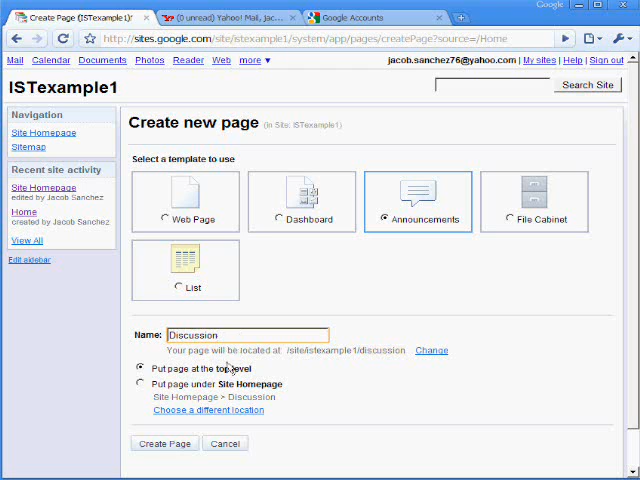 Google
Create Page (ISTexample1)
(0 unread) Yahoo! Mail, jac...
Google Accounts
http://sites.google.com/site/istexample1/system/app/pages/createPage?source=/Home
Mail Calendar Documents Photos Reader Web more ▼
jacob.sanchez76@yahoo.com | My sites | Help | Sign out
ISTexample1
Search Site
Navigation
Site Homepage
Sitemap
Recent site activity
Site Homepage
edited by Jacob Sanchez
Home
created by Jacob Sanchez
View All
Edit sidebar
Create new page (in Site: ISTexample1)
Select a template to use
Web Page
Dashboard
Announcements
File Cabinet
List
Name: Discussion
Your page will be located at: /site/istexample1/discussion Change
Put page at the top level
Put page under Site Homepage
Site Homepage > Discussion
Choose a different location
Create Page Cancel